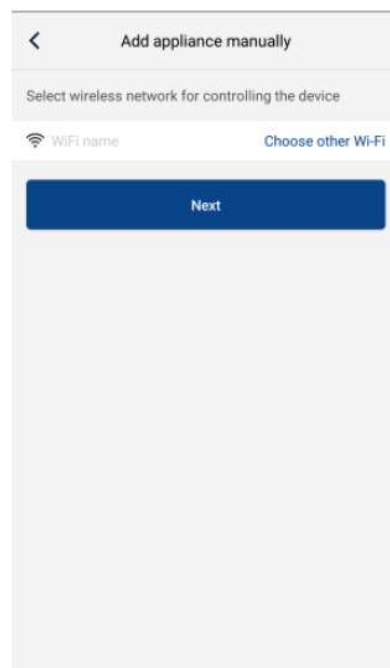 Add appliance manually
Select wireless network for controlling the device
WiFi name Choose other Wi-Fi
Next